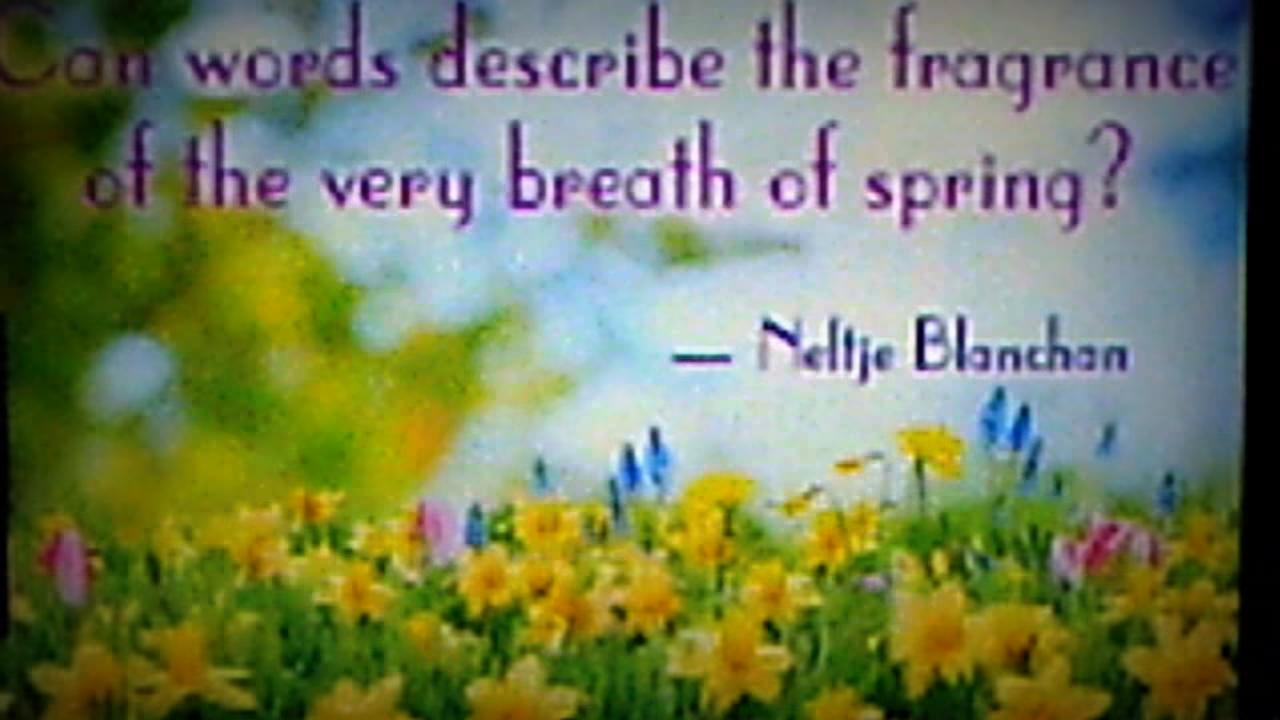 Can words describe the fragrance
of the very breath of spring?
— Neltje Blanchan